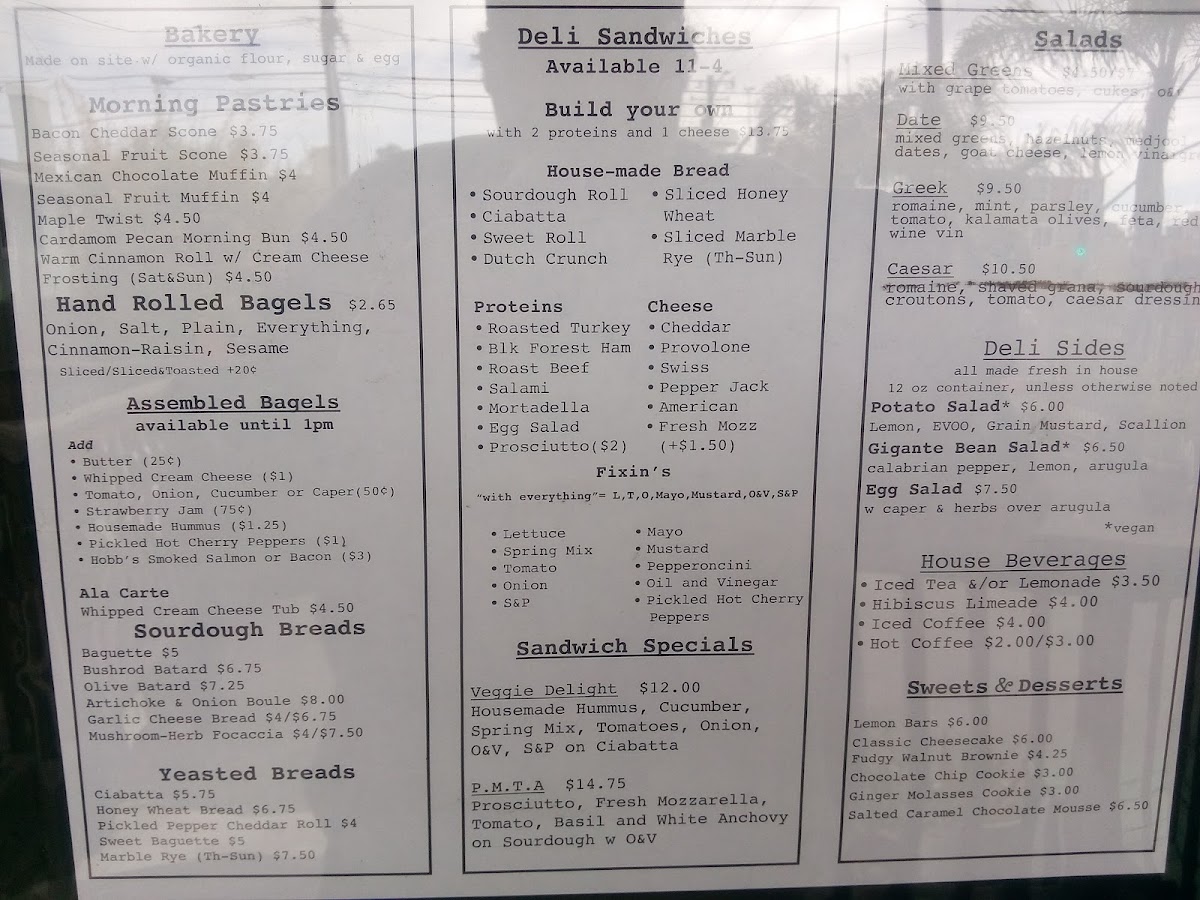 Bakery
Made on site w/ organic flour, sugar & egg
Morning Pastries
Bacon Cheddar Scone $3.75
Seasonal Fruit Scone $3.75
Mexican Chocolate Muffin $4
Seasonal Fruit Muffin $4
Maple Twist $4.50
Cardamom Pecan Morning Bun $4.50
Warm Cinnamon Roll w/ Cream Cheese
Frosting (Sat&Sun) $4.50
Hand Rolled Bagels $2.65
Onion, Salt, Plain, Everything,
Cinnamon-Raisin, Sesame
Sliced/Sliced&Toasted +20¢
Assembled Bagels
available until 1pm
Add
• Butter (25¢)
• Whipped Cream Cheese ($1)
• Tomato, Onion, Cucumber or Caper(50¢)
• Strawberry Jam (75¢)
• Housemade Hummus ($1.25)
• Pickled Hot Cherry Peppers ($1)
• Hobb's Smoked Salmon or Bacon ($3)
Ala Carte
Whipped Cream Cheese Tub $4.50
Sourdough Breads
Baguette $5
Bushrod Batard $6.75
Olive Batard $7.25
Artichoke & Onion Boule $8.00
Garlic Cheese Bread $4/$6.75
Mushroom-Herb Focaccia $4/$7.50
Yeasted Breads
Ciabatta $5.75
Honey Wheat Bread $6.75
Pickled Pepper Cheddar Roll $4
Sweet Baguette $5
Marble Rye (Th-Sun) $7.50
Deli Sandwiches
Available 11-4
Build your own
with 2 proteins and 1 cheese $13.75
House-made Bread
• Sourdough Roll
• Ciabatta
• Sweet Roll
• Dutch Crunch
• Sliced Honey
Wheat
• Sliced Marble
Rye (Th-Sun)
Proteins
• Roasted Turkey
• Blk Forest Ham
• Roast Beef
• Salami
• Mortadella
• Egg Salad
• Prosciutto($2)
Cheese
• Cheddar
• Provolone
• Swiss
• Pepper Jack
• American
• Fresh Mozz
(+$1.50)
Fixin's
"with everything"= L,T,O,Mayo,Mustard,O&V,S&P
• Lettuce
• Spring Mix
• Tomato
• Onion
• S&P
• Mayo
• Mustard
• Pepperoncini
• Oil and Vinegar
• Pickled Hot Cherry
Peppers
Sandwich Specials
Veggie Delight $12.00
Housemade Hummus, Cucumber,
Spring Mix, Tomatoes, Onion,
O&V, S&P on Ciabatta
P.M.T.A $14.75
Prosciutto, Fresh Mozzarella,
Tomato, Basil and White Anchovy
on Sourdough w O&V
Salads
Mixed Greens
with grape tomatoes, cukes, o&v
Date $9.50
mixed greens, hazelnuts, medjool
dates, goat cheese, lemon
Greek $9.50
romaine, mint, parsley, cucumber
tomato, kalamata olives, feta, red
wine vin
Caesar $10.50
romaine, shaved grana, sourdough
croutons, tomato, caesar dressin
Deli Sides
all made fresh in house
12 oz container, unless otherwise noted
Potato Salad* $6.00
Lemon, EVOO, Grain Mustard, Scallion
Gigante Bean Salad* $6.50
calabrian pepper, lemon, arugula
Egg Salad $7.50
w caper & herbs over arugula
*vegan
House Beverages
• Iced Tea &/or Lemonade $3.50
• Hibiscus Limeade $4.00
• Iced Coffee $4.00
• Hot Coffee $2.00/$3.00
Sweets & Desserts
Lemon Bars $6.00
Classic Cheesecake $6.00
Fudgy Walnut Brownie $4.25
Chocolate Chip Cookie $3.00
Ginger Molasses Cookie $3.00
Salted Caramel Chocolate Mousse $6.50